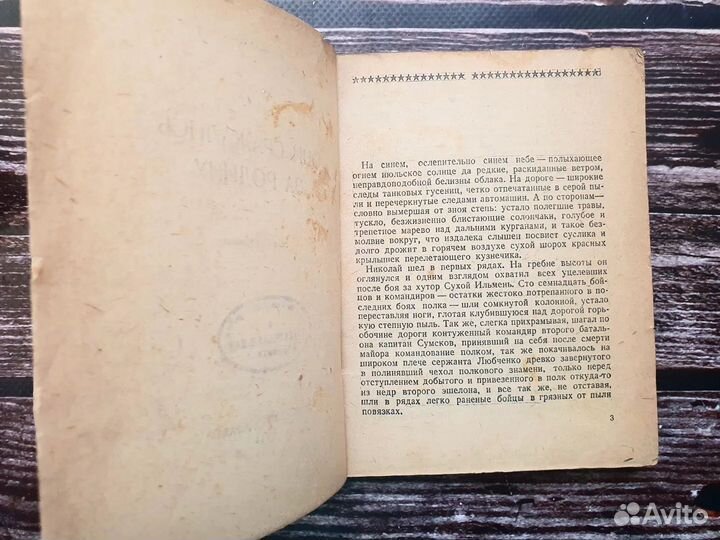 На синем, ослепительно синем небе — полыхающее
огнем июльское солнце да редкие, раскиданные ветром,
неправдоподобной белизны облака. На дороге — широкие
следы танковых гусениц, четко отпечатанные в серой пы-
ли и перечеркнутые следами автомашин. А по сторонам —
словно вымершая от зноя степь: устало полегшие травы,
тускло, безжизненно блистающие солончаки, голубое и
трепетное марево над дальними курганами, и такое без-
молвие вокруг, что издалека слышен посвист суслика и
долго дрожит в горячем воздухе сухой шорох красных
крылышек перелетающего кузнечика.
Николай шел в первых рядах. На гребне высоты он
оглянулся и одним взглядом охватил всех уцелевших
после боя за хутор Сухой Ильмень. Сто семнадцать бой-
цов и командиров — остатки жестоко потрепанного в по-
следних боях полка — шли сомкнутой колонной, устало
переставляя ноги, глотая клубившуюся над дорогой горь-
кую степную пыль. Так же, слегка прихрамывая, шагал по
обочине дороги контуженный командир второго баталь-
она капитан Сумсков, принявший на себя после смерти
майора командование полком, так же покачивалось на
широком плече сержанта Любченко древко завернутого
в полинявший чехол полкового знамени, только перед
отступлением добытого и привезенного в полк откуда-то
из недр второго эшелона, и все так же, не отставая,
шли в рядах легко раненые бойцы в грязных от пыли
повязках.
3
Avito